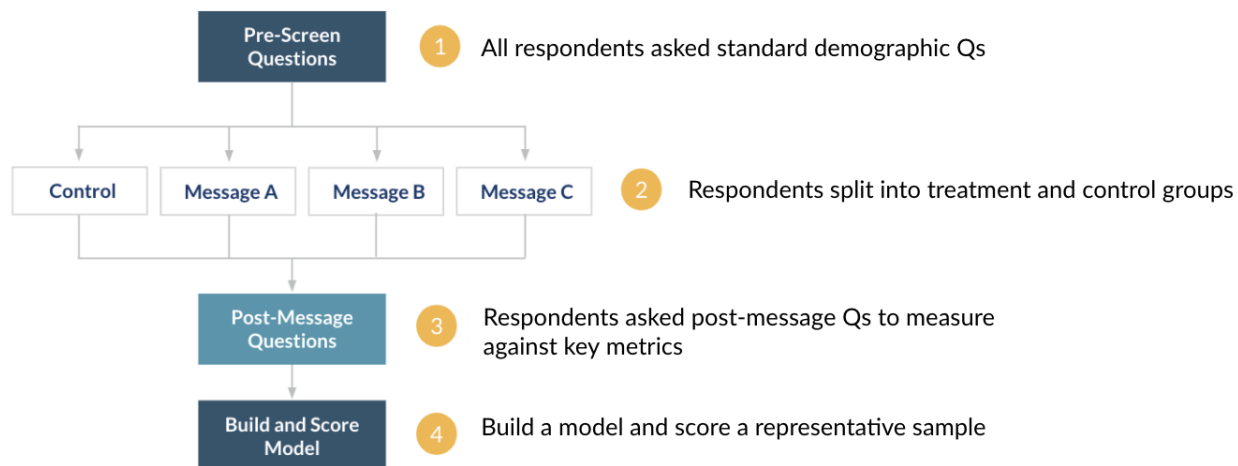 Pre-Screen
Questions
1
All respondents asked standard demographic Qs
Control
Message A
Message B
Message C
2
Respondents split into treatment and control groups
Post-Message
Questions
3
Respondents asked post-message Qs to measure
against key metrics
Build and Score
Model
4
Build a model and score a representative sample